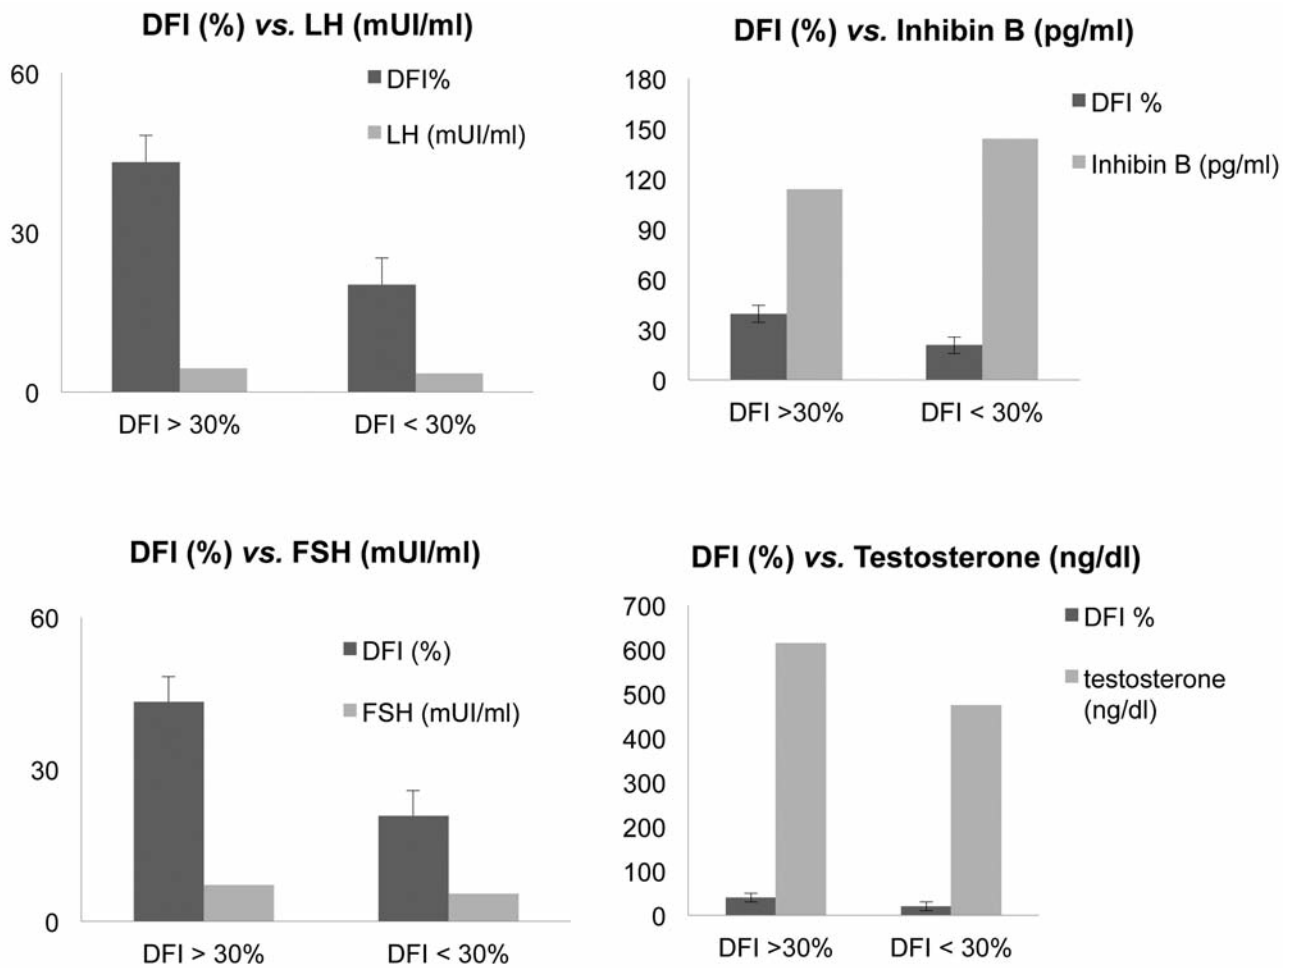 DFI (%) vs. LH (mUI/ml)
60
30
0
DFI%
LH (mUI/ml)
DFI > 30%
DFI < 30%
DFI (%) vs. Inhibin B (pg/ml)
180
150
120
90
60
30
0
DFI %
Inhibin B (pg/ml)
DFI >30%
DFI < 30%
DFI (%) vs. FSH (mUI/ml)
60
30
0
DFI (%)
FSH (mUI/ml)
DFI > 30%
DFI < 30%
DFI (%) vs. Testosterone (ng/dl)
700
600
500
400
300
200
100
0
DFI %
testosterone
(ng/dl)
DFI >30%
DFI < 30%